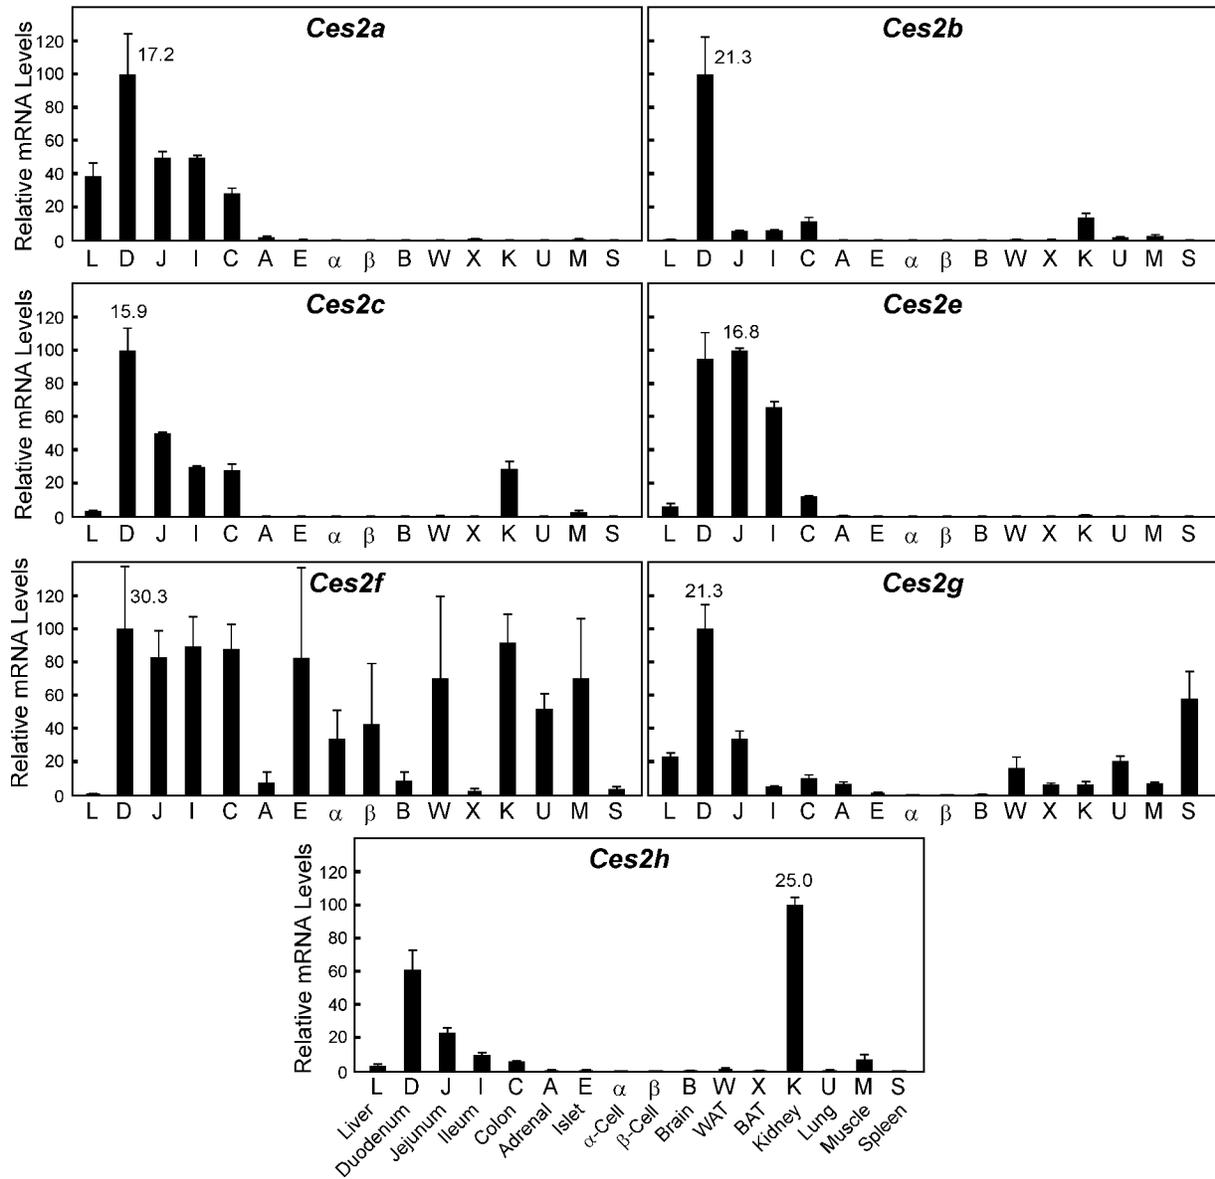 Ces2a
Relative mRNA Levels
120
100
80
60
40
20
0
17.2
L D J I C A E α β B W X K U M S
Ces2b
21.3
L D J I C A E α β B W X K U M S
Ces2c
Relative mRNA Levels
120
100
80
60
40
20
0
15.9
L D J I C A E α β B W X K U M S
Ces2e
16.8
L D J I C A E α β B W X K U M S
Ces2f
Relative mRNA Levels
120
100
80
60
40
20
0
30.3
L D J I C A E α β B W X K U M S
Ces2g
21.3
L D J I C A E α β B W X K U M S
Ces2h
Relative mRNA Levels
120
100
80
60
40
20
0
25.0
L D J I C A E α β B W X K U M S
Liver
Duodenum
Jejunum
Ileum
Colon
Adrenal
Islet
α-Cell
β-Cell
Brain
WAT
BAT
Kidney
Lung
Muscle
Spleen